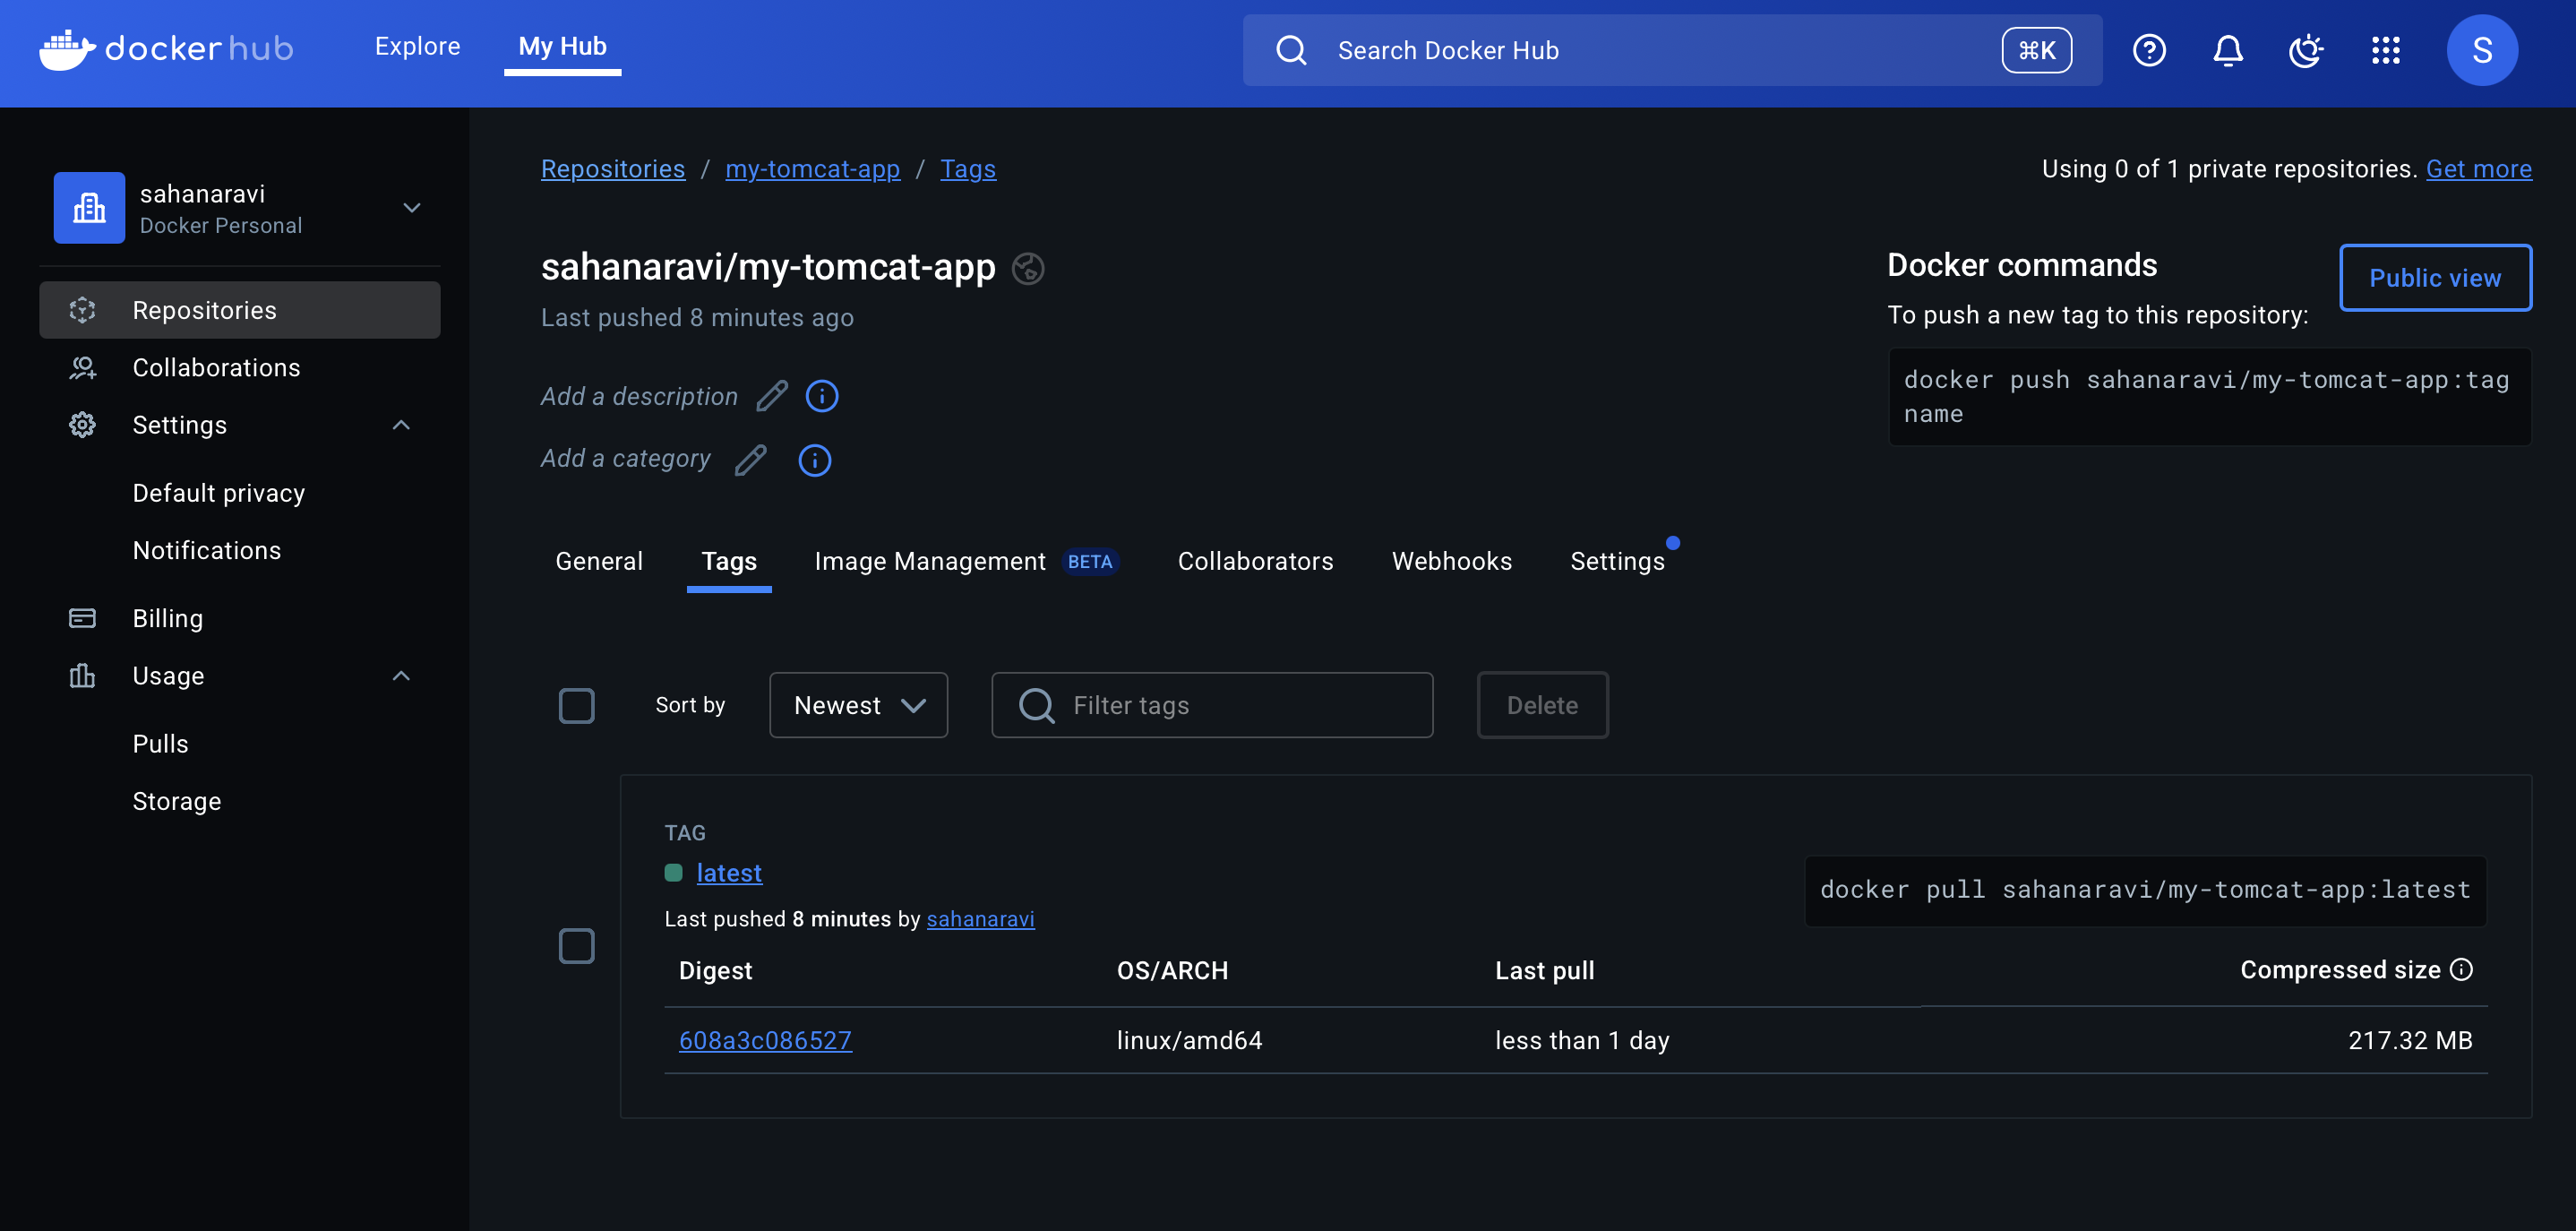 docker hub
Explore
My Hub
Search Docker Hub
⌘K
S
sahanaravi
Docker Personal
Repositories
Collaborations
Settings
Default privacy
Notifications
Billing
Usage
Pulls
Storage
Repositories / my-tomcat-app / Tags
Using 0 of 1 private repositories. Get more
sahanaravi/my-tomcat-app
Last pushed 8 minutes ago
Add a description
Add a category
Docker commands
Public view
To push a new tag to this repository:
docker push sahanaravi/my-tomcat-app:tag
name
General
Tags
Image Management BETA
Collaborators
Webhooks
Settings
Sort by
Newest
Filter tags
Delete
TAG
latest
Last pushed 8 minutes by sahanaravi
docker pull sahanaravi/my-tomcat-app:latest
Digest OS/ARCH Last pull Compressed size
608a3c086527 linux/amd64 less than 1 day 217.32 MB